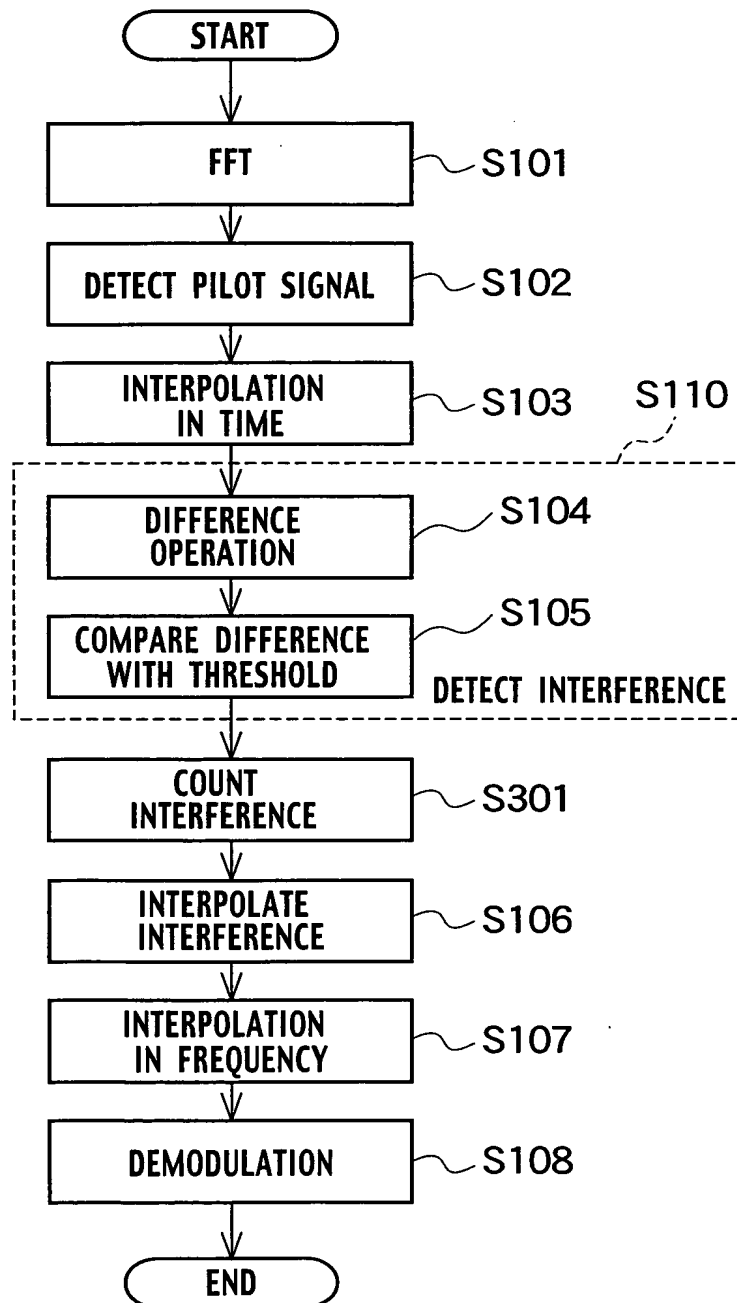 START
FFT
S101
DETECT PILOT SIGNAL
S102
INTERPOLATION
IN TIME
S103
S110
DIFFERENCE
OPERATION
S104
COMPARE DIFFERENCE
WITH THRESHOLD
S105
DETECT INTERFERENCE
COUNT
INTERFERENCE
S301
INTERPOLATE
INTERFERENCE
S106
INTERPOLATION
IN FREQUENCY
S107
DEMODULATION
S108
END